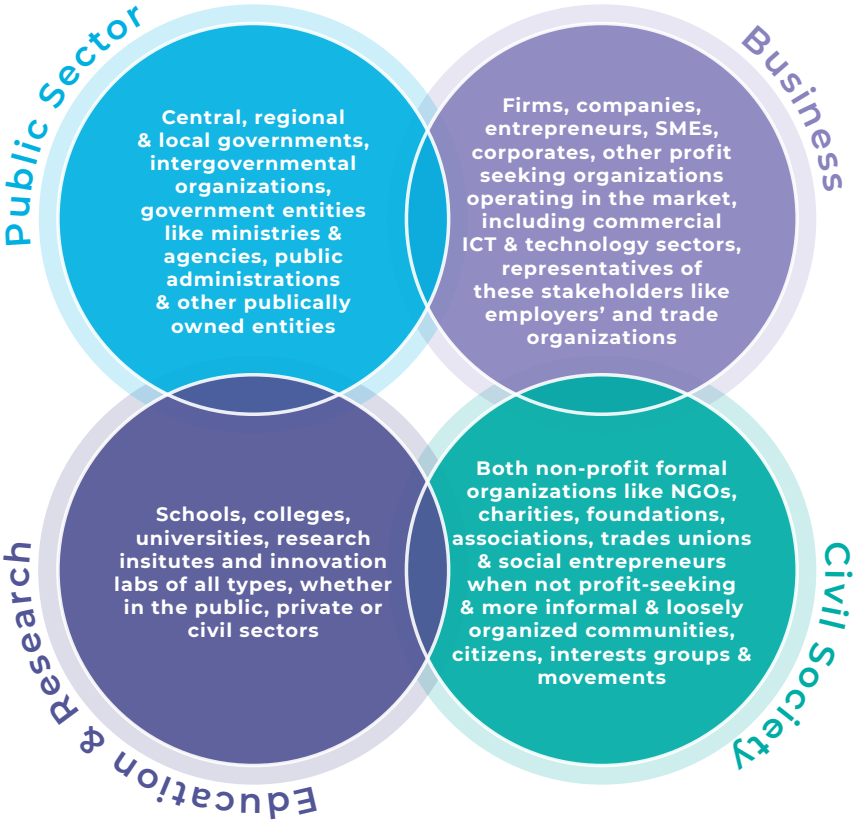 Public Sector
Central, regional
& local governments,
intergovernmental
organizations,
government entities
like ministries &
agencies, public
administrations
& other publically
owned entities
Business
Firms, companies,
entrepreneurs, SMEs,
corporates, other profit
seeking organizations
operating in the market,
including commercial
ICT & technology sectors,
representatives of
these stakeholders like
employers’ and trade
organizations
Education & Research
Schools, colleges,
universities, research
insitutes and innovation
labs of all types, whether
in the public, private or
civil sectors
Civil Society
Both non-profit formal
organizations like NGOs,
charities, foundations,
associations, trades unions
& social entrepreneurs
when not profit-seeking
& more informal & loosely
organized communities,
citizens, interests groups &
movements